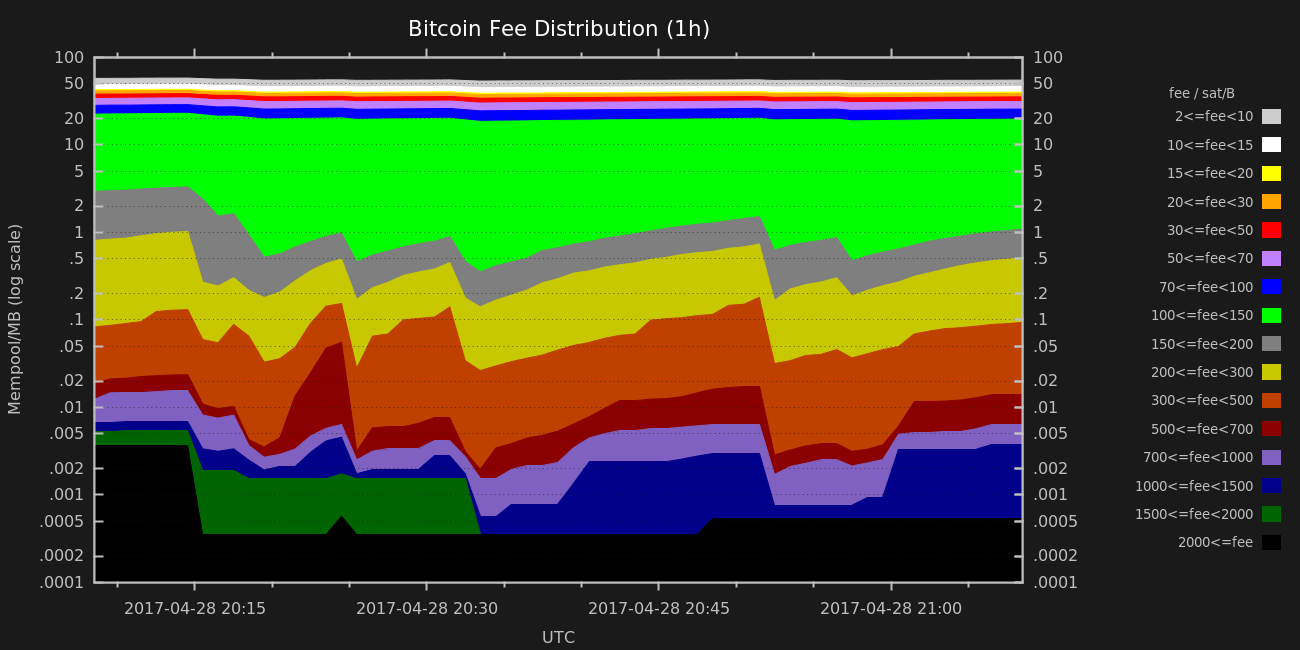 Bitcoin Fee Distribution (1h)
Mempool/MB (log scale)
100
50
20
10
5
2
1
.5
.2
.1
.05
.02
.01
.005
.002
.001
.0005
.0002
.0001
100
50
20
10
5
2
1
.5
.2
.1
.05
.02
.01
.005
.002
.001
.0005
.0002
.0001
2017-04-28 20:15 2017-04-28 20:30 2017-04-28 20:45 2017-04-28 21:00
UTC
fee / sat/B
2<=fee<10
10<=fee<15
15<=fee<20
20<=fee<30
30<=fee<50
50<=fee<70
70<=fee<100
100<=fee<150
150<=fee<200
200<=fee<300
300<=fee<500
500<=fee<700
700<=fee<1000
1000<=fee<1500
1500<=fee<2000
2000<=fee